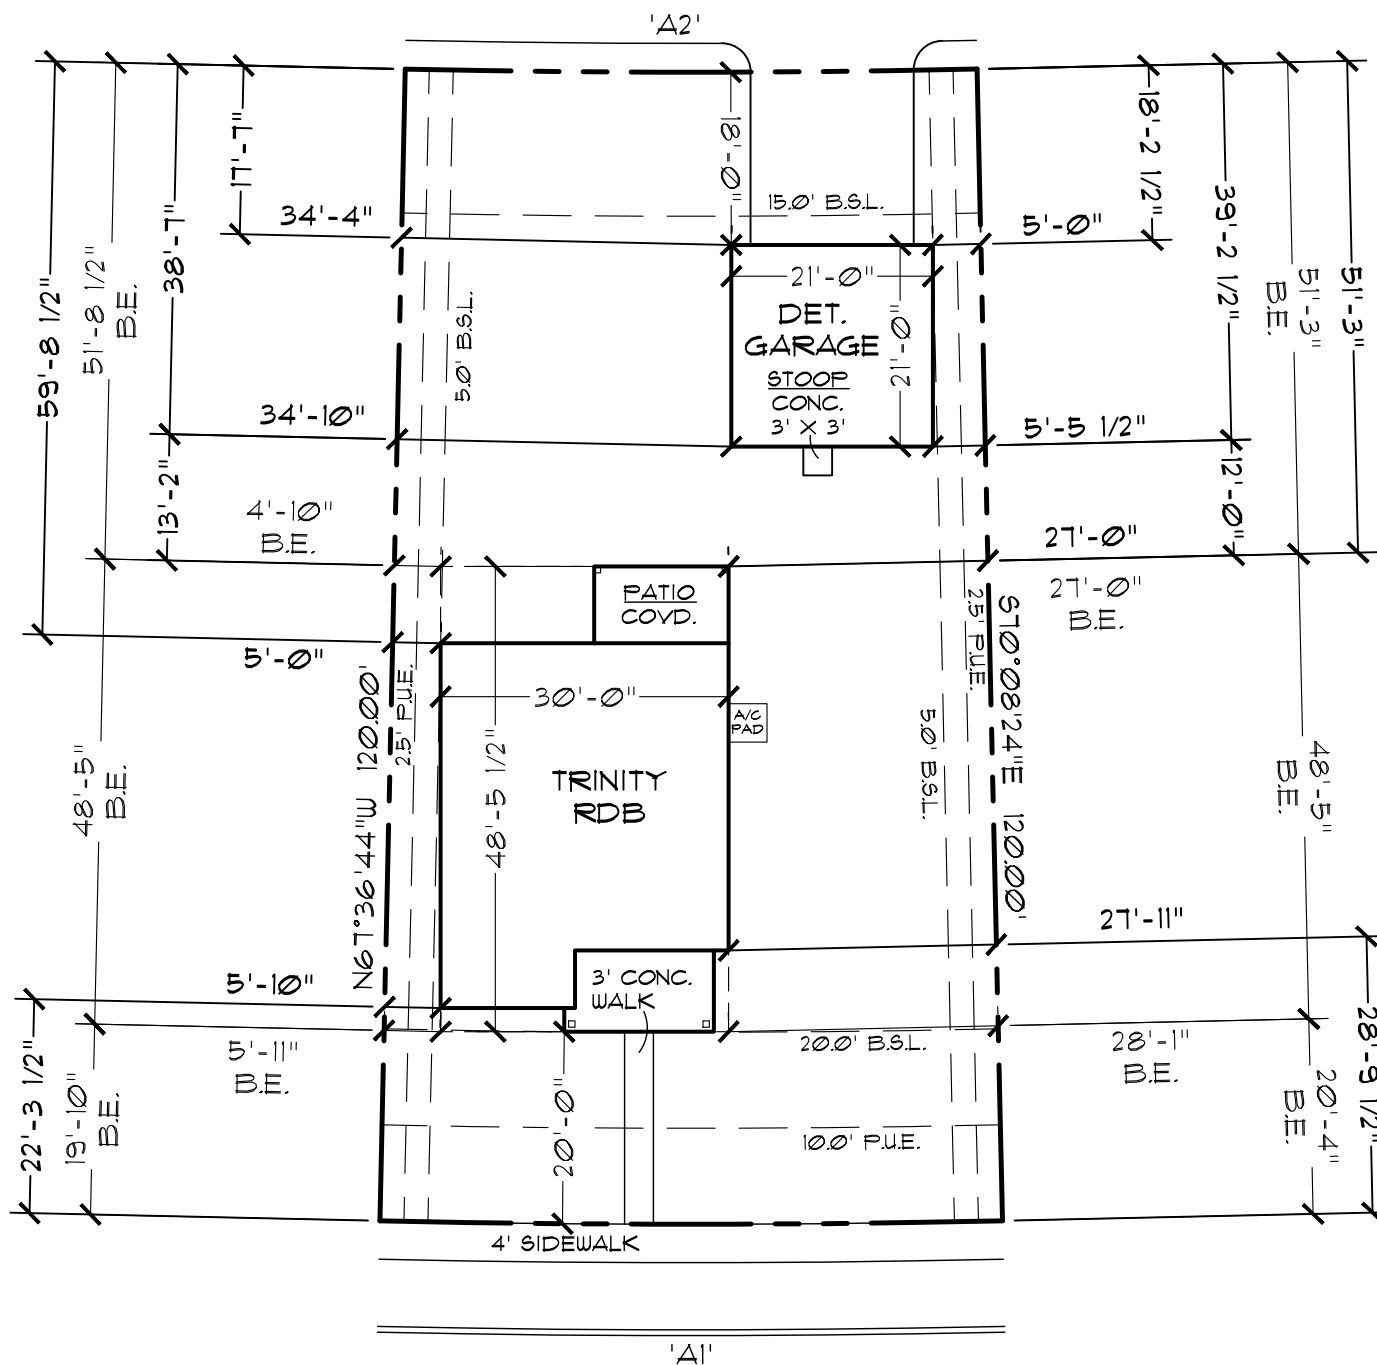 'A2'
17'-7"
18'-0"
18'-2 1/2"
15.0' B.S.L.
34'-4"
5'-0"
38'-7"
39'-2 1/2"
59'-8 1/2"
51'-8 1/2"
B.E.
51'-3"
B.E.
51'-3"
21'-0"
DET.
GARAGE
21'-0"
STOOP
CONC.
3' X 3'
5.0' B.S.L.
34'-10"
5'-5 1/2"
13'-2"
12'-0"
4'-10"
B.E.
27'-0"
27'-0"
B.E.
PATIO
COVD.
2.5' P.U.E.
S70°08'24"E 120.00'
5'-0"
2.5' P.U.E.
N67°36'44"W 120.00'
30'-0"
A/C
PAD
5.0' B.S.L.
48'-5"
B.E.
48'-5 1/2"
TRINITY
RDB
48'-5"
B.E.
27'-11"
5'-10"
3' CONC.
WALK
5'-11"
B.E.
20.0' B.S.L.
28'-1"
B.E.
22'-3 1/2"
19'-10"
B.E.
20'-0"
10.0' P.U.E.
20'-4"
B.E.
28'-9 1/2"
4' SIDEWALK
'A1'